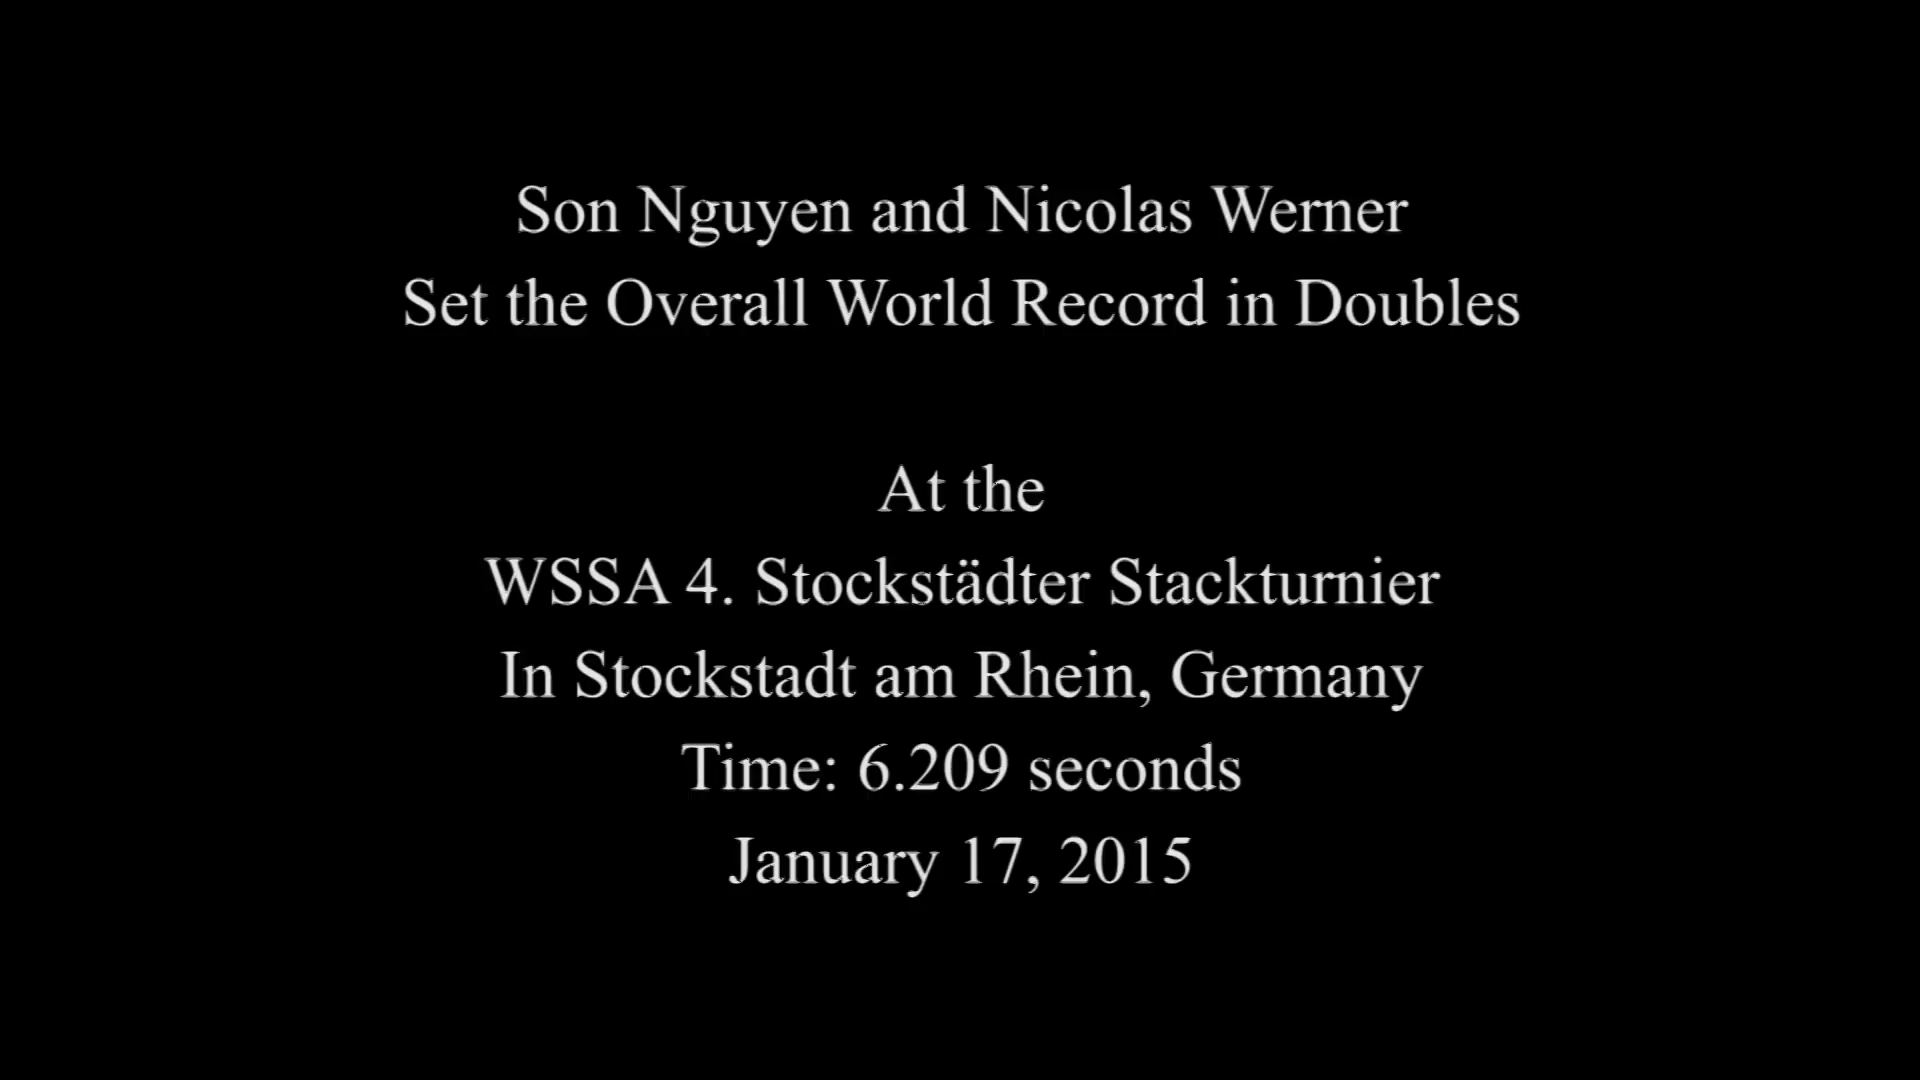 Son Nguyen and Nicolas Werner
Set the Overall World Record in Doubles
At the
WSSA 4. Stockstädter Stackturnier
In Stockstadt am Rhein, Germany
Time: 6.209 seconds
January 17, 2015